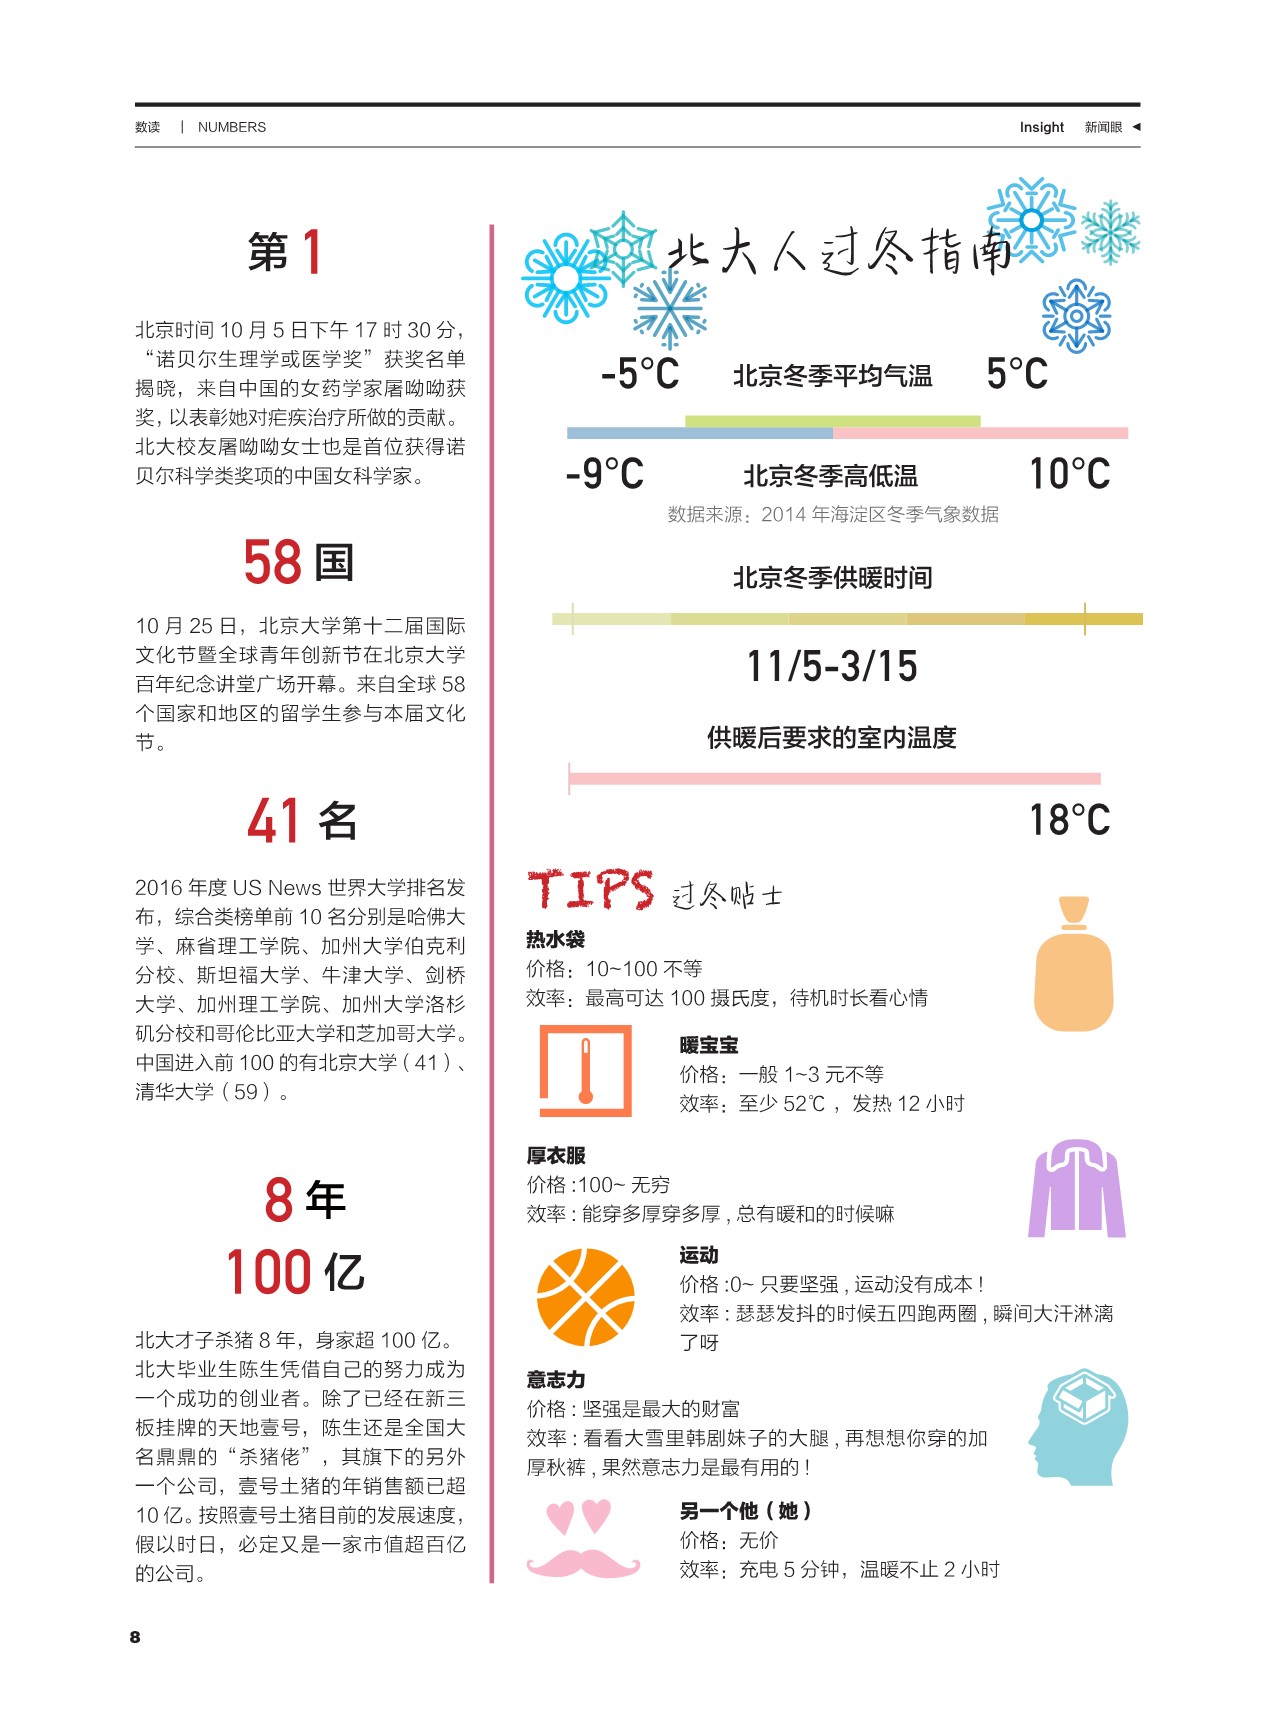 数读 | NUMBERS
Insight 新闻眼
第 1
北京时间 10 月 5 日下午 17 时 30 分，
“诺贝尔生理学或医学奖”获奖名单
揭晓，来自中国的女药学家屠呦呦获
奖，以表彰她对疟疾治疗所做的贡献。
北大校友屠呦呦女士也是首位获得诺
贝尔科学类奖项的中国女科学家。
58 国
10 月 25 日，北京大学第十二届国际
文化节暨全球青年创新节在北京大学
百年纪念讲堂广场开幕。来自全球 58
个国家和地区的留学生参与本届文化
节。
41 名
2016 年度 US News 世界大学排名发
布，综合类榜单前 10 名分别是哈佛大
学、麻省理工学院、加州大学伯克利
分校、斯坦福大学、牛津大学、剑桥
大学、加州理工学院、加州大学洛杉
矶分校和哥伦比亚大学和芝加哥大学。
中国进入前 100 的有北京大学（41）、
清华大学（59）。
8 年
100 亿
北大才子杀猪 8 年，身家超 100 亿。
北大毕业生陈生凭借自己的努力成为
一个成功的创业者。除了已经在新三
板挂牌的天地壹号，陈生还是全国大
名鼎鼎的“杀猪佬”，其旗下的另外
一个公司，壹号土猪的年销售额已超
10 亿。按照壹号土猪目前的发展速度，
假以时日，必定又是一家市值超百亿
的公司。
北大人过冬指南
-5°C 北京冬季平均气温 5°C
-9°C 北京冬季高低温 10°C
数据来源：2014 年海淀区冬季气象数据
北京冬季供暖时间
11/5-3/15
供暖后要求的室内温度
18°C
TIPS 过冬贴士
热水袋
价格：10~100 不等
效率：最高可达 100 摄氏度，待机时长看心情
暖宝宝
价格：一般 1~3 元不等
效率：至少 52℃，发热 12 小时
厚衣服
价格 :100~ 无穷
效率 : 能穿多厚穿多厚 , 总有暖和的时候嘛
运动
价格 :0~ 只要坚强 , 运动没有成本！
效率 : 瑟瑟发抖的时候五四跑两圈 , 瞬间大汗淋漓
了呀
意志力
价格 : 坚强是最大的财富
效率 : 看看大雪里韩剧妹子的大腿 , 再想想你穿的加
厚秋裤 , 果然意志力是最有用的！
另一个他（她）
价格：无价
效率：充电 5 分钟，温暖不止 2 小时
8